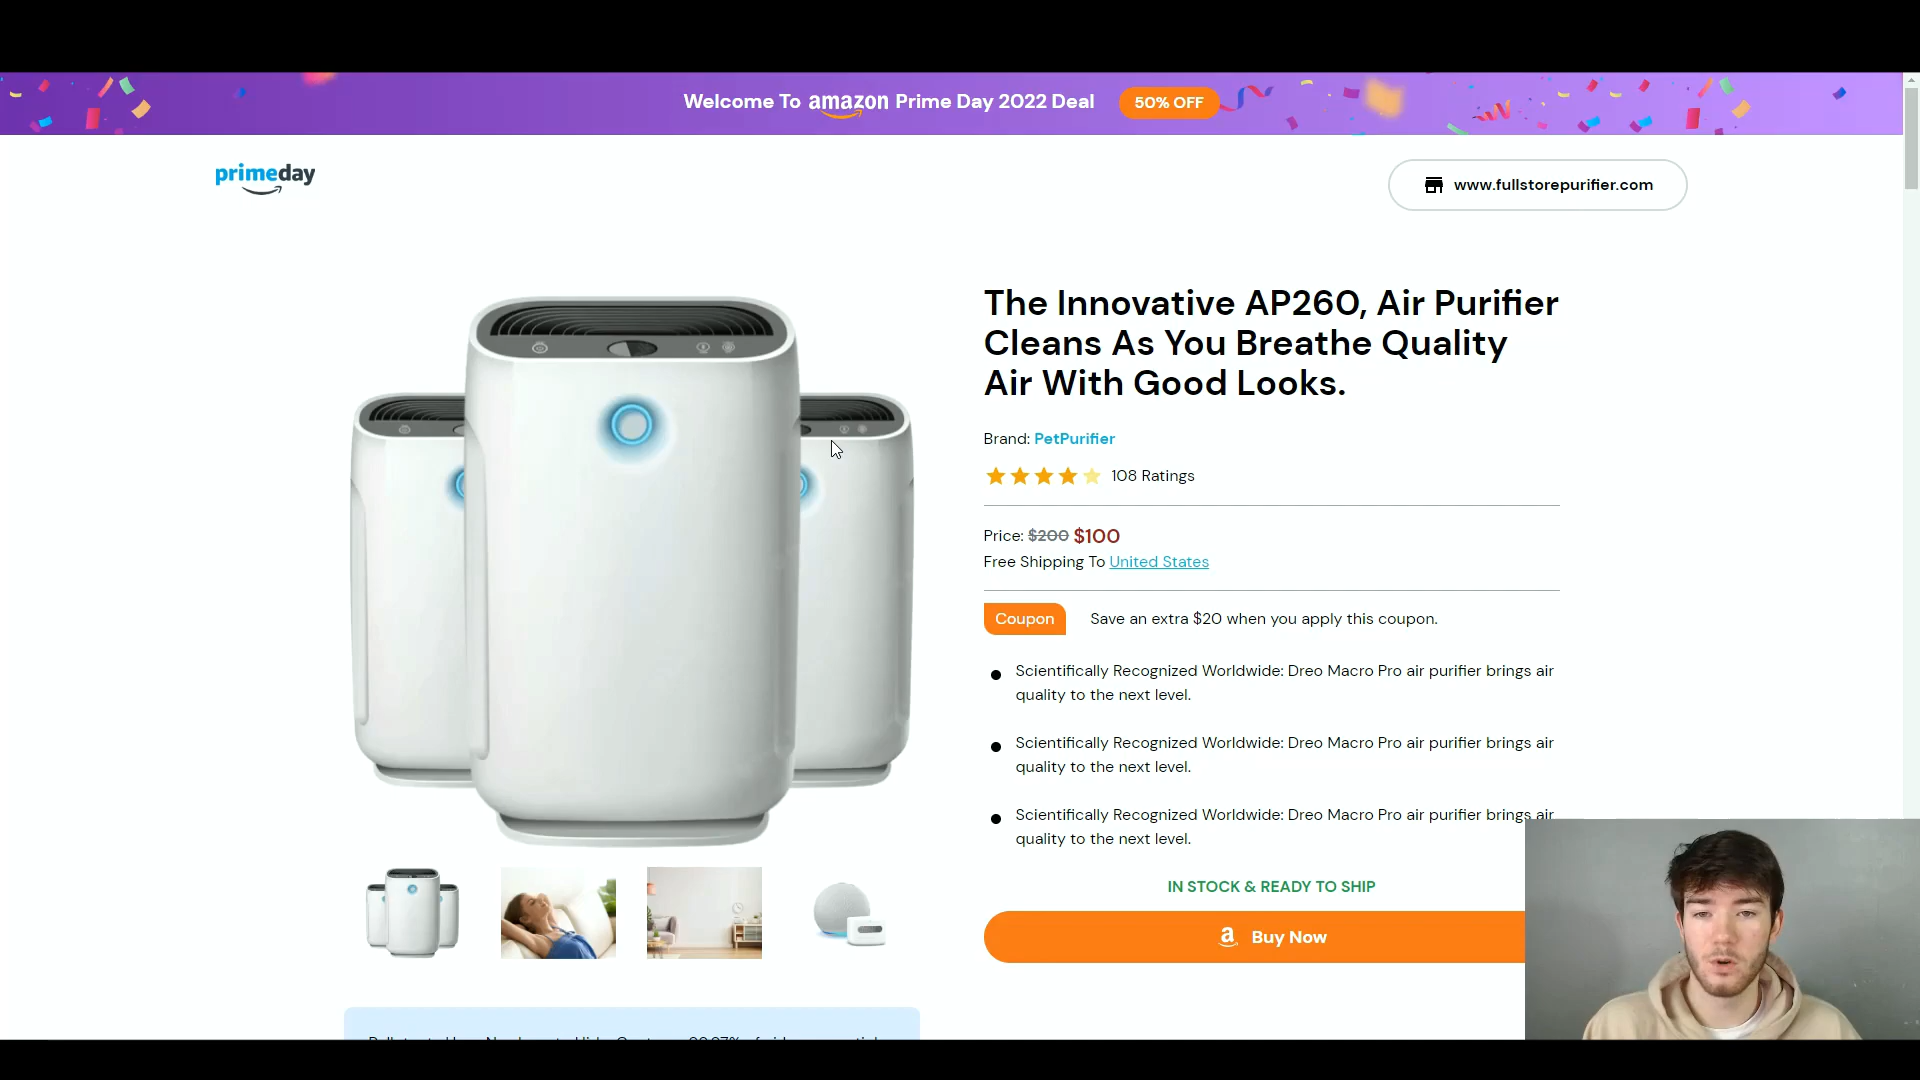 Welcome To amazon Prime Day 2022 Deal 50% OFF
primeday
www.fullstorepurifier.com
The Innovative AP260, Air Purifier
Cleans As You Breathe Quality
Air With Good Looks.
Brand: PetPurifier
108 Ratings
Price: $200 $100
Free Shipping To United States
Coupon Save an extra $20 when you apply this coupon.
Scientifically Recognized Worldwide: Dreo Macro Pro air purifier brings air
quality to the next level.
Scientifically Recognized Worldwide: Dreo Macro Pro air purifier brings air
quality to the next level.
Scientifically Recognized Worldwide: Dreo Macro Pro air purifier brings air
quality to the next level.
IN STOCK & READY TO SHIP
Buy Now